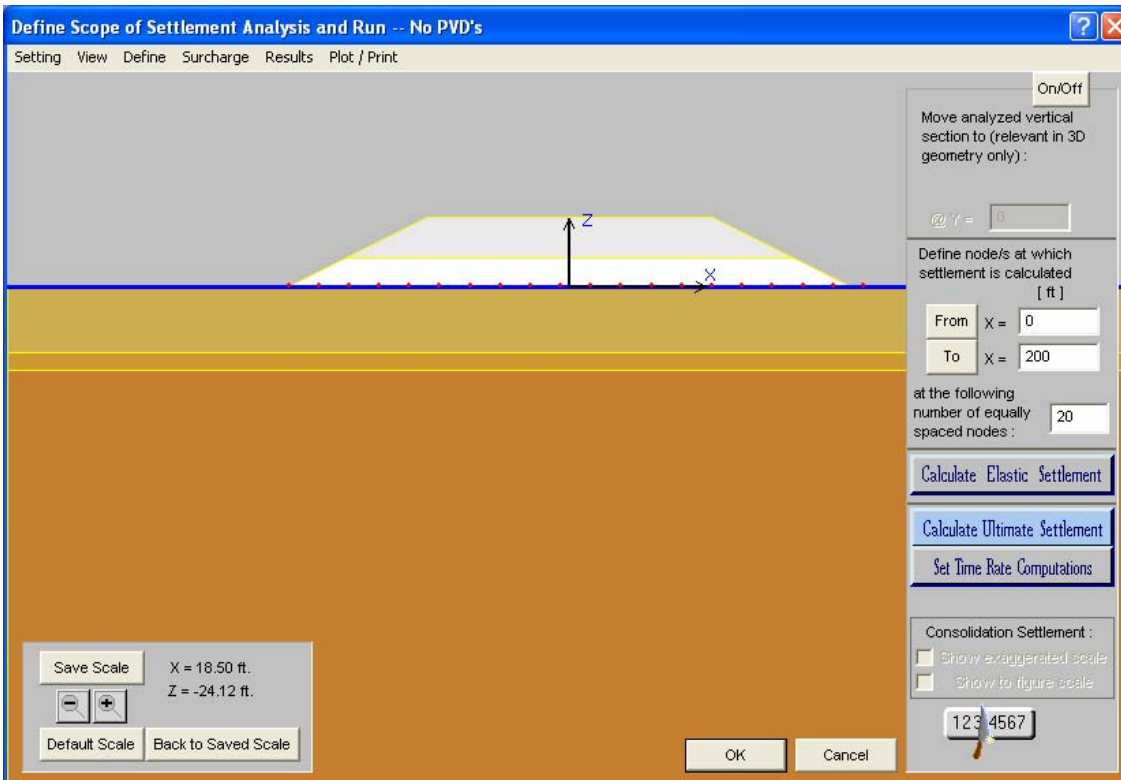 Define Scope of Settlement Analysis and Run -- No PVD's
Setting View Define Surcharge Results Plot / Print
On/Off
Move analyzed vertical
section to (relevant in 3D
geometry only) :
@ Y = 0
Z
X
Define node/s at which
settlement is calculated
[ ft ]
From X = 0
To X = 200
at the following
number of equally
spaced nodes : 20
Calculate Elastic Settlement
Calculate Ultimate Settlement
Set Time Rate Computations
Consolidation Settlement :
Show exaggerated scale
Show to figure scale
1234567
Save Scale
X = 18.50 ft.
Z = -24.12 ft.
Default Scale Back to Saved Scale
OK Cancel